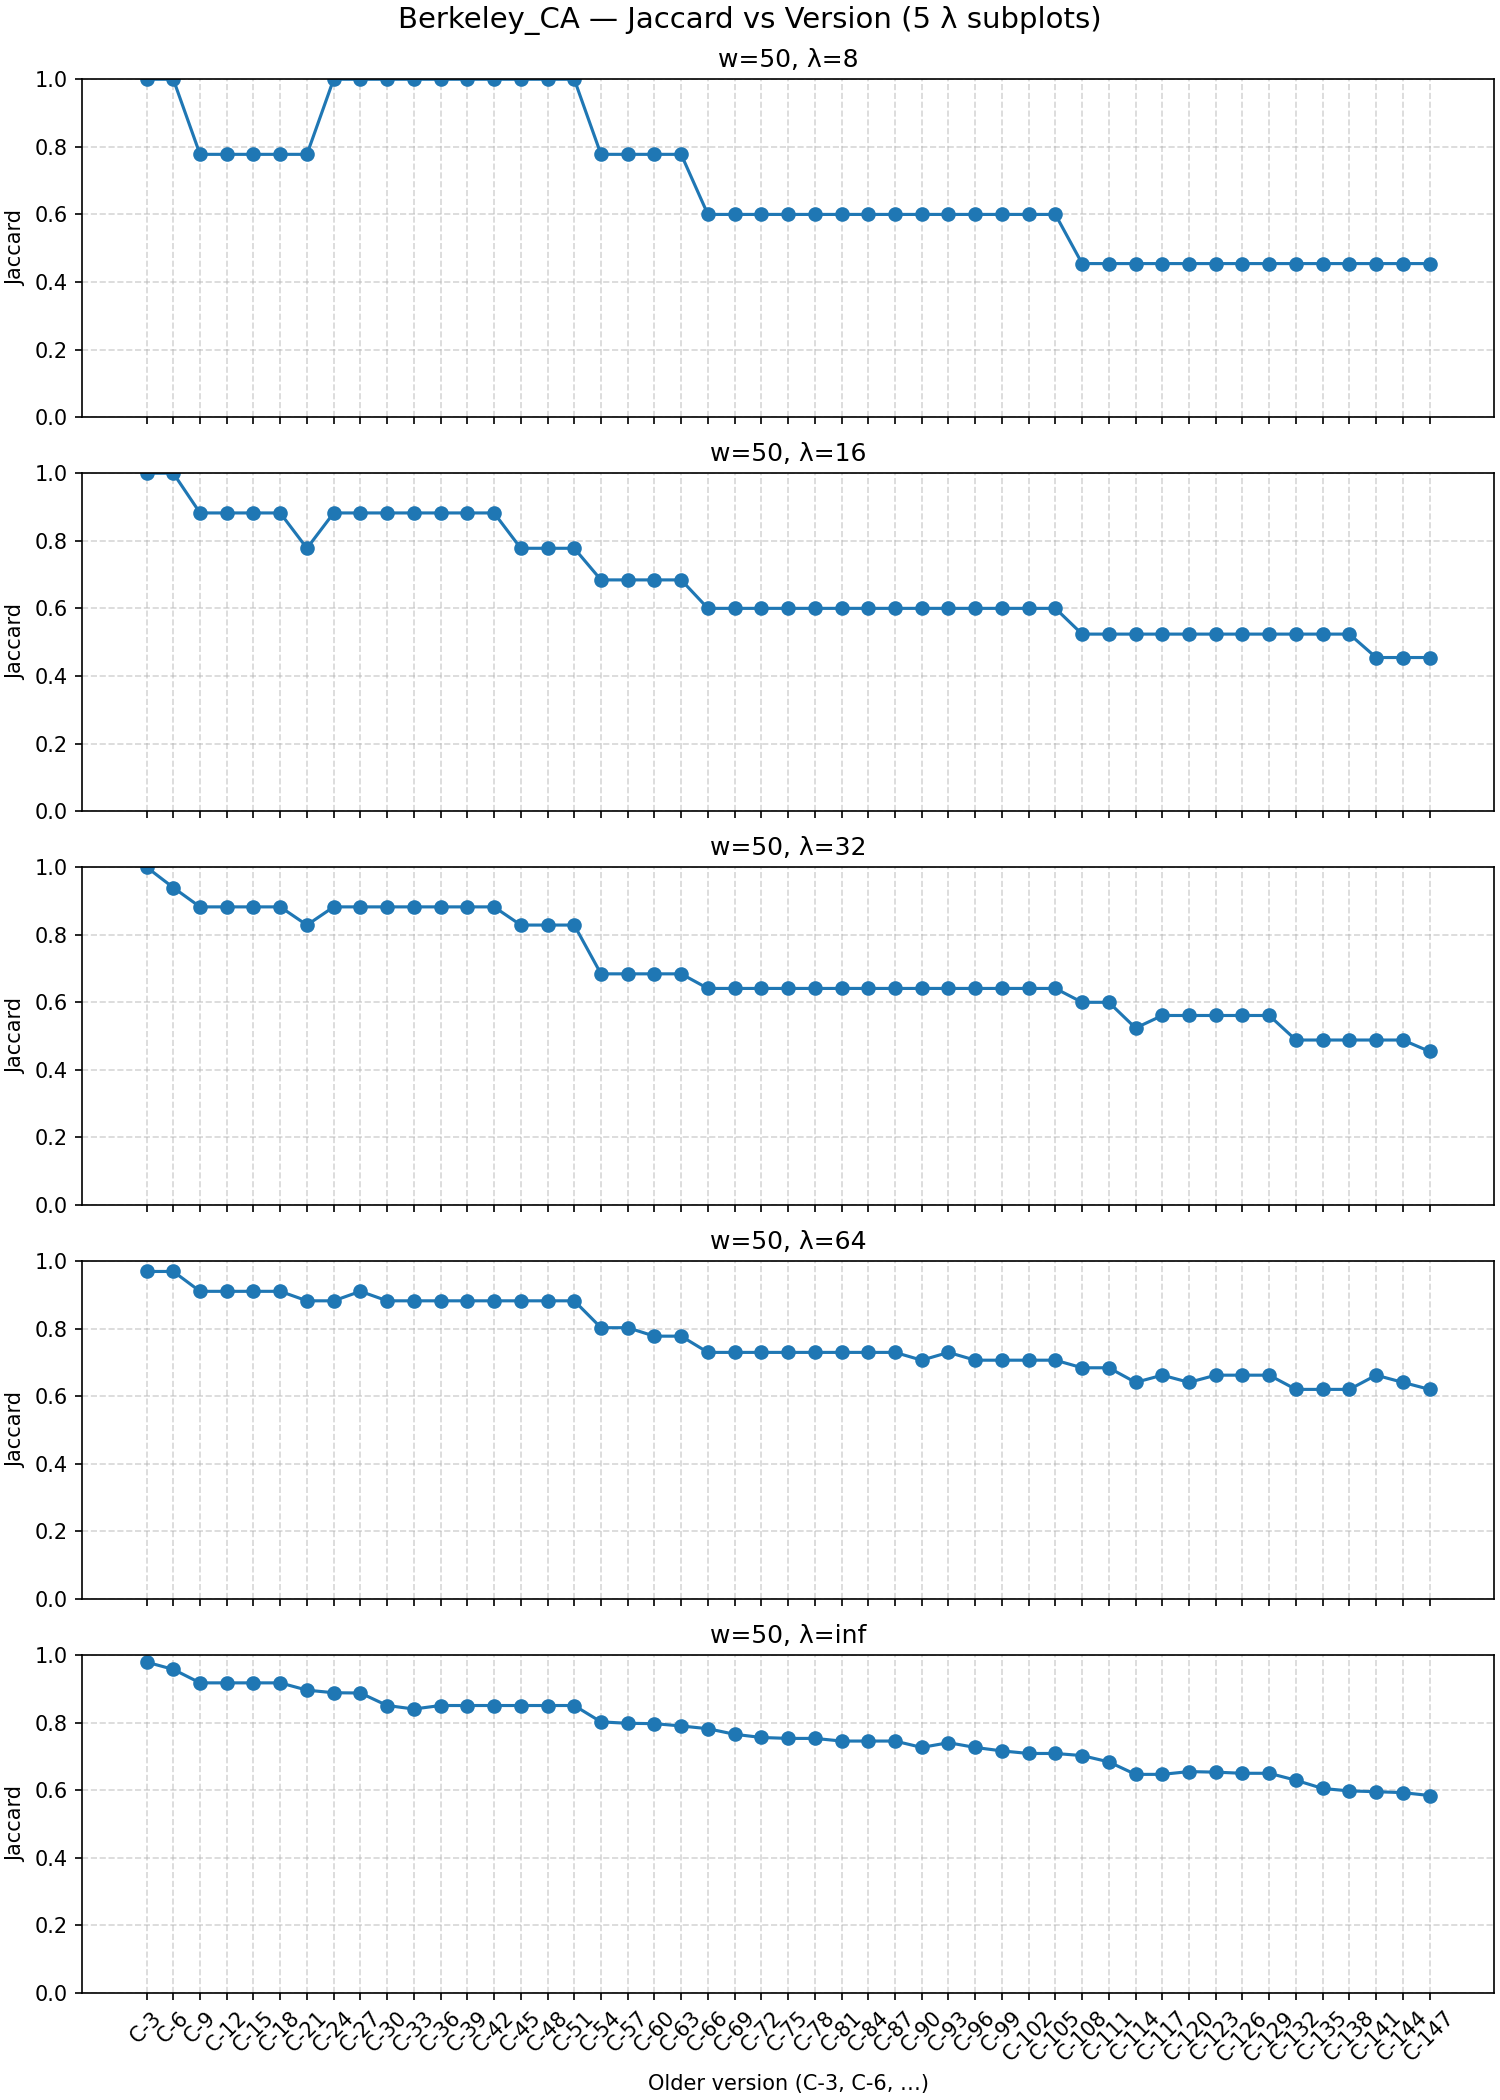 Berkeley_CA — Jaccard vs Version (5 λ subplots)
w=50, λ=8
1.0
0.8
0.6
0.4
0.2
0.0
Jaccard
w=50, λ=16
1.0
0.8
0.6
0.4
0.2
0.0
Jaccard
w=50, λ=32
1.0
0.8
0.6
0.4
0.2
0.0
Jaccard
w=50, λ=64
1.0
0.8
0.6
0.4
0.2
0.0
Jaccard
w=50, λ=inf
1.0
0.8
0.6
0.4
0.2
0.0
Jaccard
C-3
C-6
C-9
C-12
C-15
C-18
C-21
C-24
C-27
C-30
C-33
C-36
C-39
C-42
C-45
C-48
C-51
C-54
C-57
C-60
C-63
C-66
C-69
C-72
C-75
C-78
C-81
C-84
C-87
C-90
C-93
C-96
C-99
C-102
C-105
C-108
C-111
C-114
C-117
C-120
C-123
C-126
C-129
C-132
C-135
C-138
C-141
C-144
C-147
Older version (C-3, C-6, ...)